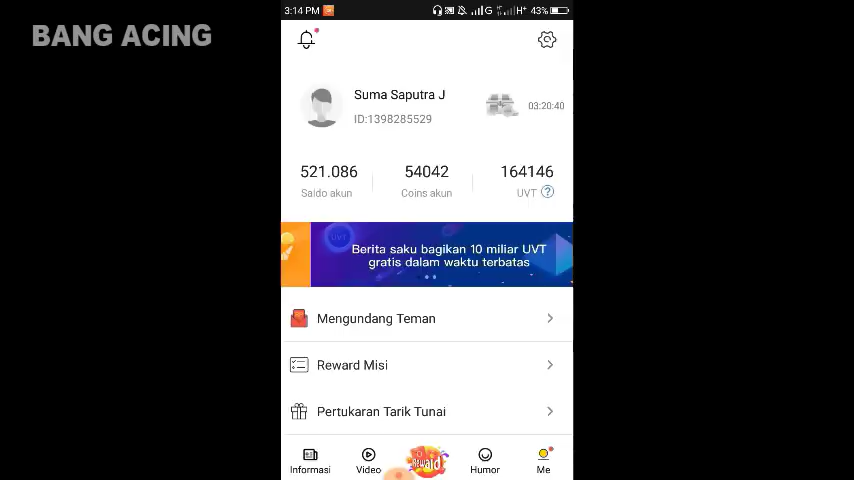 BANG ACING
3:14 PM
G H+ 43%
Suma Saputra J
ID:1398285529
03:20:40
521.086 54042 164146
Saldo akun Coins akun UVT ?
UVT
Berita saku bagikan 10 miliar UVT
gratis dalam waktu terbatas
Mengundang Teman
Reward Misi
Pertukaran Tarik Tunai
Reward
Informasi Video Humor Me